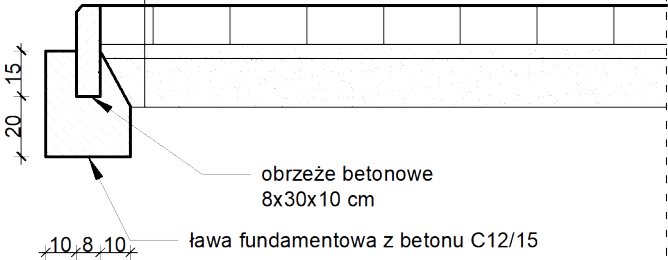 15
20
obrzeże betonowe
8x30x10 cm
ława fundamentowa z betonu C12/15
10 8 10